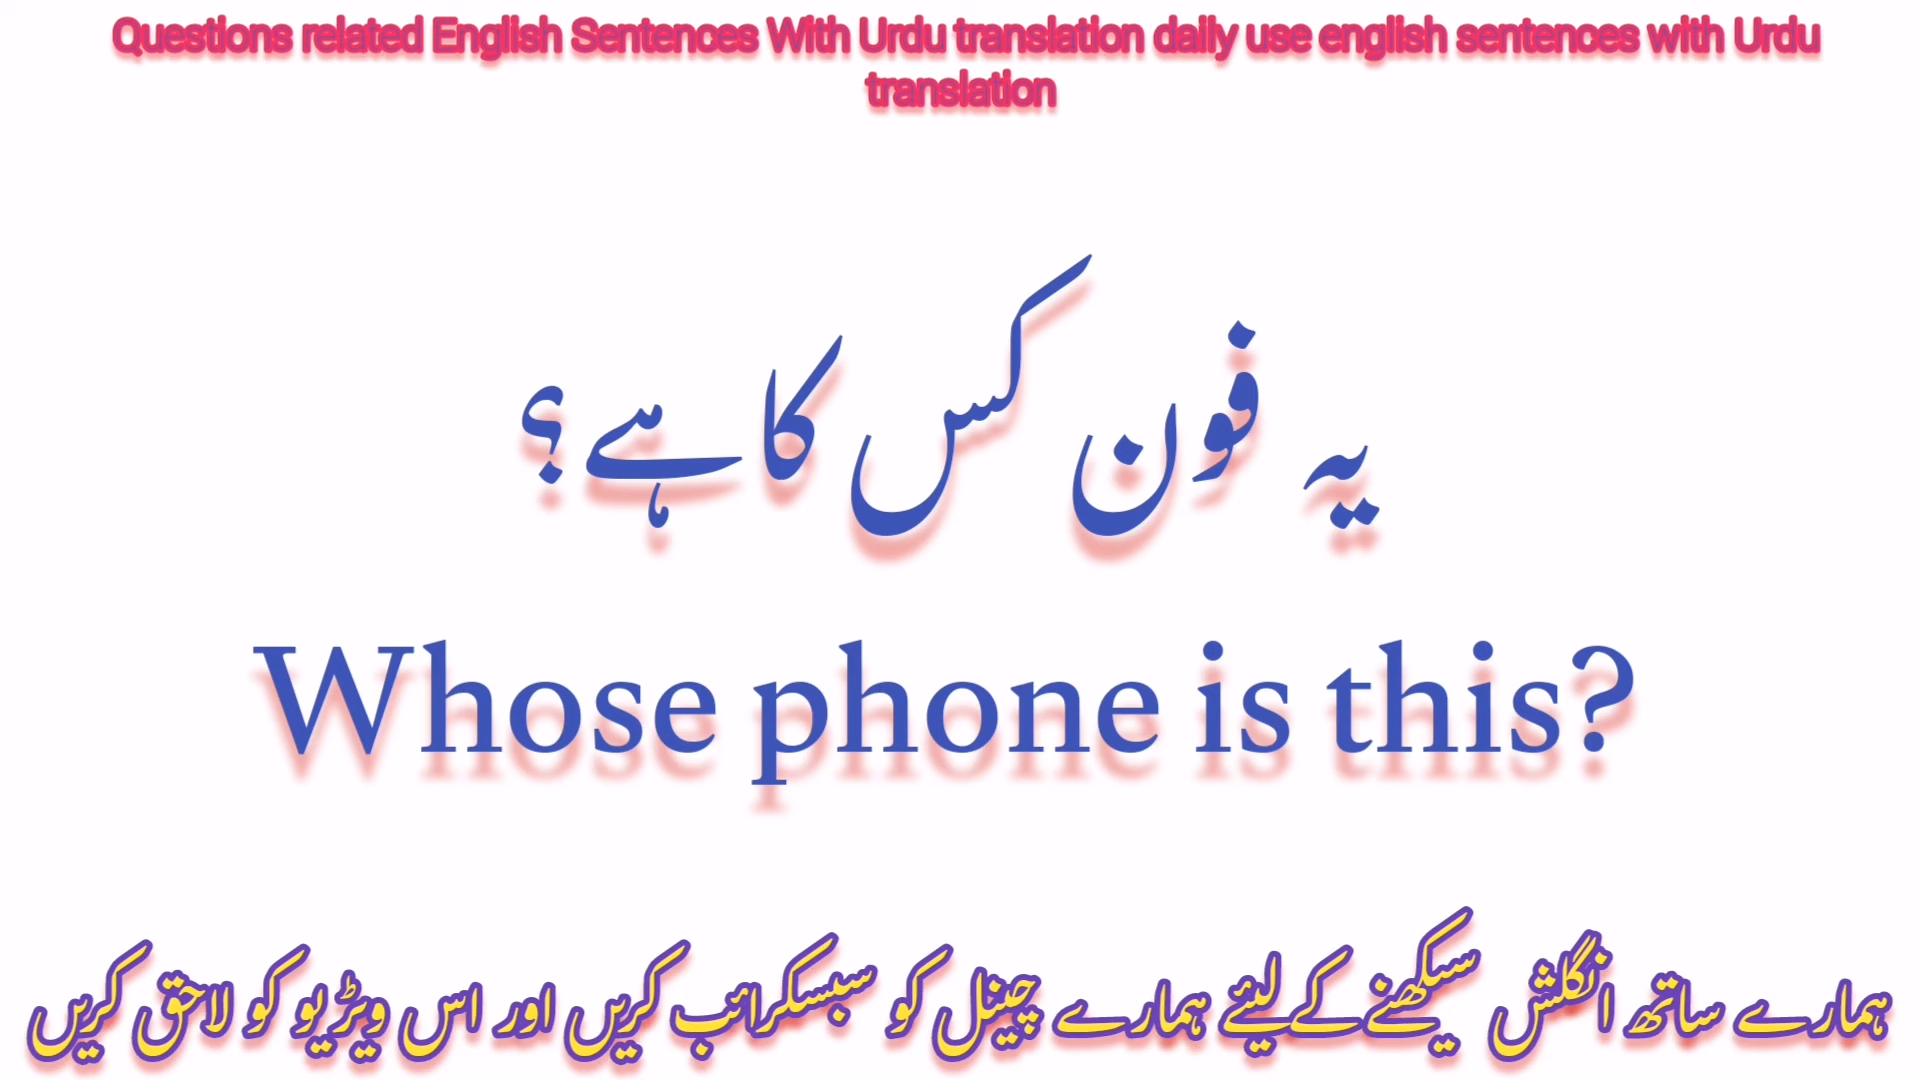 Questions related English Sentences With Urdu translation daily use english sentences with Urdu
translation
یہ فون کس کا ہے؟
Whose phone is this?
ہمارے ساتھ انگلش سیکھنے کے لیئے ہمارے چینل کو سبسکرائب کریں اور اس ویڑیو کو لاحق کریں